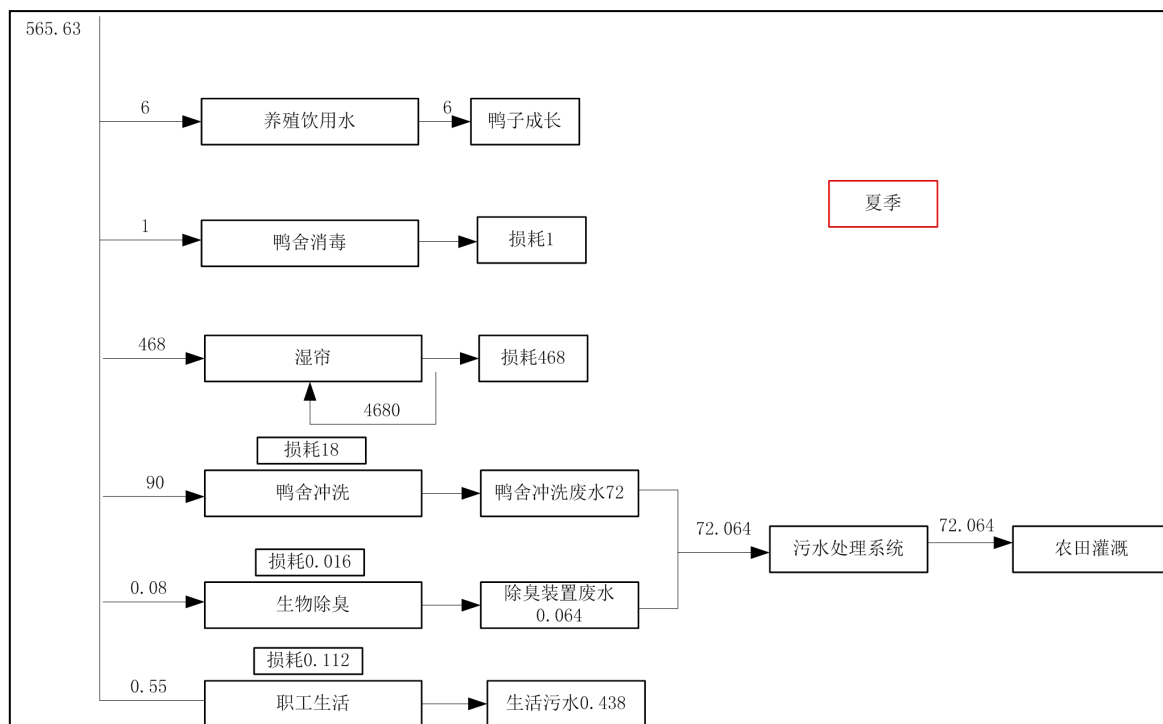 565.63
6
养殖饮用水
6
鸭子成长
夏季
1
鸭舍消毒
损耗1
468
湿帘
损耗468
4680
损耗18
90
鸭舍冲洗
鸭舍冲洗废水72
72.064
污水处理系统
72.064
农田灌溉
损耗0.016
0.08
生物除臭
除臭装置废水
0.064
损耗0.112
0.55
职工生活
生活污水0.438